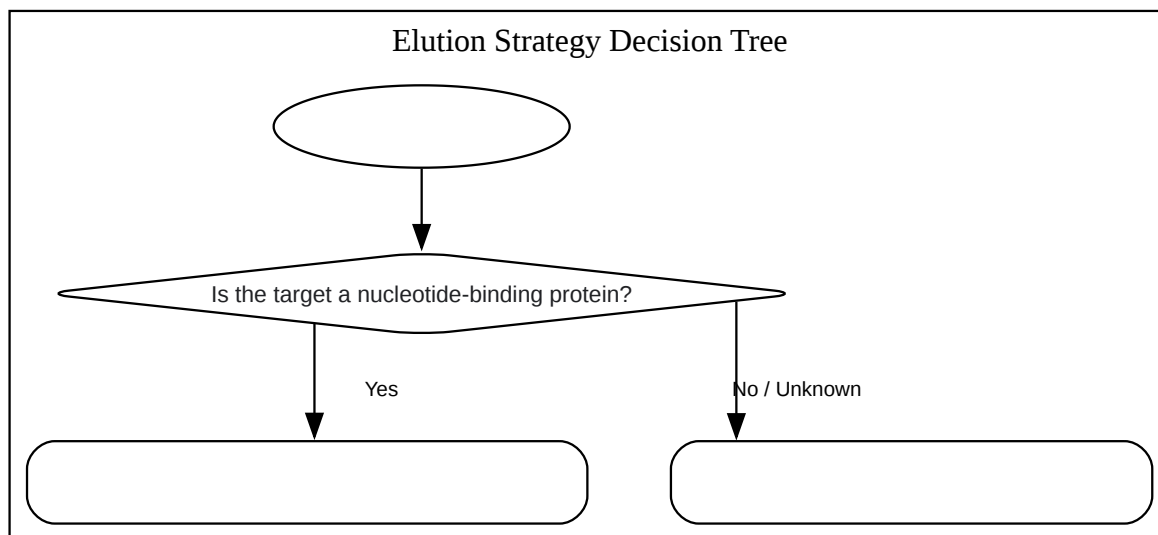 Elution Strategy Decision Tree
Is the target a nucleotide-binding protein?
Yes
No / Unknown